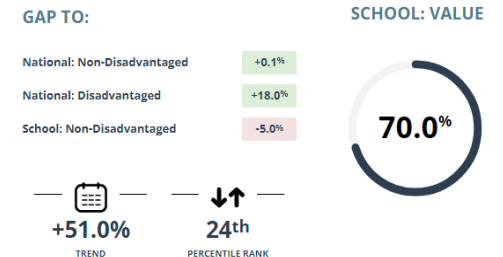 GAP TO:
SCHOOL: VALUE
National: Non-Disadvantaged +0.1%
National: Disadvantaged +18.0%
School: Non-Disadvantaged -5.0%
70.0%
+51.0%
TREND
24th
PERCENTILE RANK